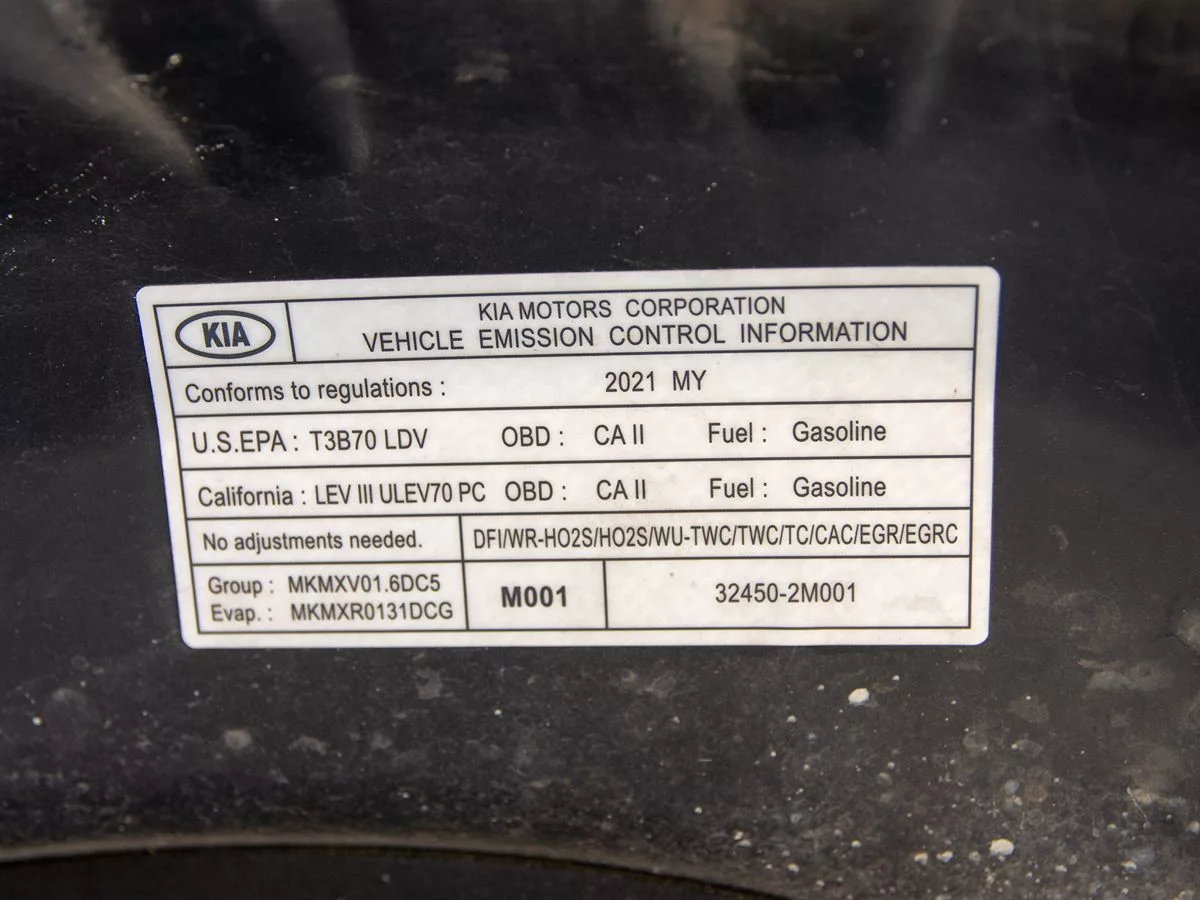 KIA
KIA MOTORS CORPORATION
VEHICLE EMISSION CONTROL INFORMATION
Conforms to regulations : 2021 MY
U.S.EPA : T3B70 LDV OBD : CA II Fuel : Gasoline
California : LEV III ULEV70 PC OBD : CA II Fuel : Gasoline
No adjustments needed. DFI/WR-HO2S/HO2S/WU-TWC/TWC/TC/CAC/EGR/EGRC
Group : MKMXV01.6DC5
Evap. : MKMXR0131DCG
M001 32450-2M001